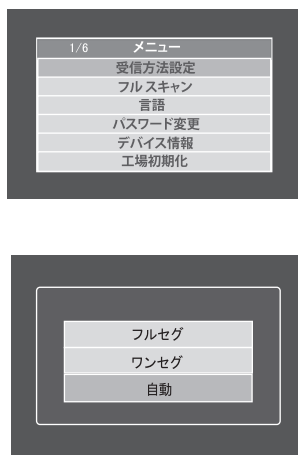 1/6 メニュー
受信方法設定
フルスキャン
言語
パスワード変更
デバイス情報
工場初期化
フルセグ
ワンセグ
自動